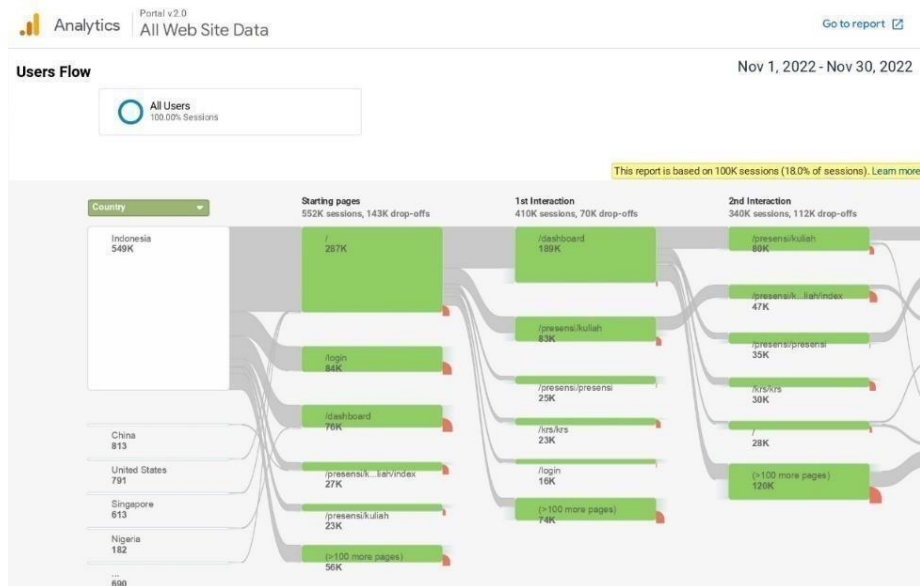 Analytics
Portal v.2.0
All Web Site Data
Go to report
Users Flow
Nov 1, 2022 - Nov 30, 2022
All Users
100.00% Sessions
This report is based on 100K sessions (18.0% of sessions). Learn more
Country
Indonesia
549K
China
813
United States
791
Singapore
613
Nigeria
182
...
690
Starting pages
552K sessions, 143K drop-offs
/
287K
/login
84K
/dashboard
76K
/presensi/k...liah/index
27K
/presensi/kuliah
23K
(>100 more pages)
56K
1st Interaction
410K sessions, 70K drop-offs
/dashboard
189K
/presensi/kuliah
83K
/presensi/presensi
25K
/krs/krs
23K
/login
16K
(>100 more pages)
74K
2nd Interaction
340K sessions, 112K drop-offs
/presensi/kuliah
80K
/presensi/k...liah/index
47K
/presensi/presensi
35K
/krs/krs
30K
/
28K
(>100 more pages)
120K